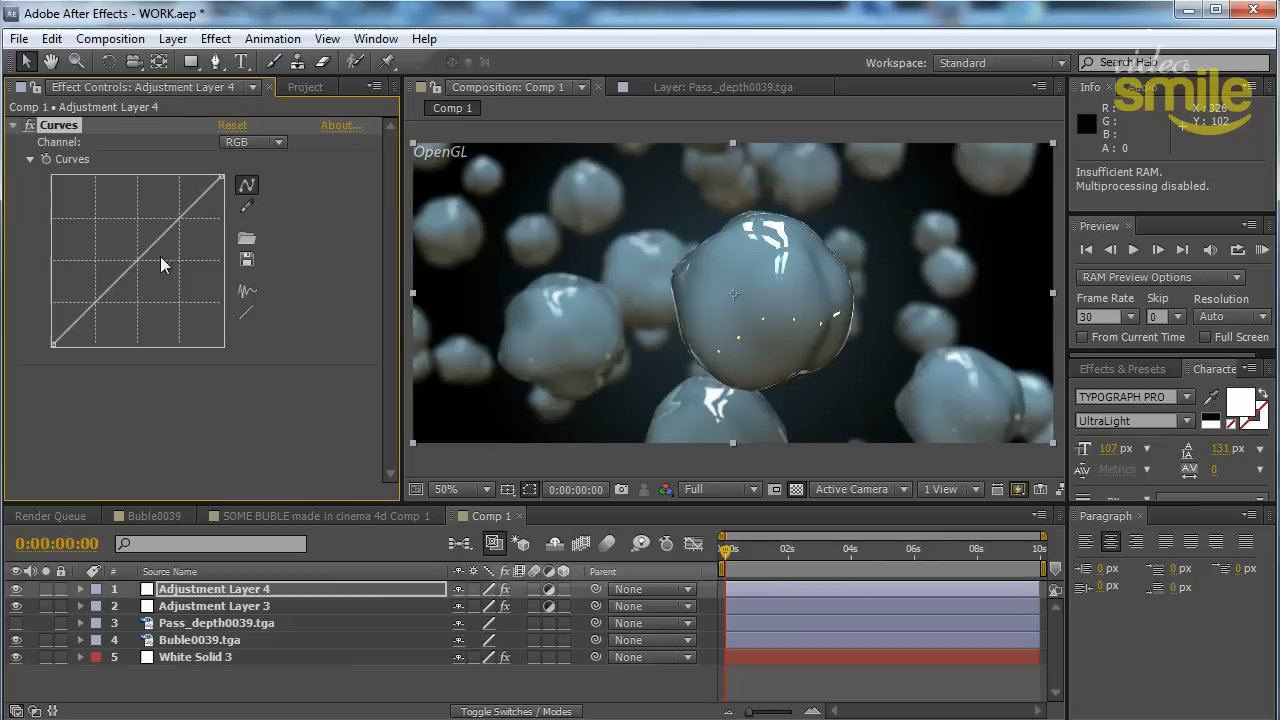 Adobe After Effects - WORK.aep *
File Edit Composition Layer Effect Animation View Window Help
Workspace: Standard Search Help
video smile
Effect Controls: Adjustment Layer 4 Project
Comp 1 • Adjustment Layer 4
fx Curves Reset About...
Channel: RGB
Curves
Composition: Comp 1 Layer: Pass_depth0039.tga
Comp 1
OpenGL
50% 0:00:00:00 Full Active Camera 1 View
Info Audio
R: X: 326
G: Y: 102
B:
A: 0
Insufficient RAM.
Multiprocessing disabled.
Preview
RAM Preview Options
Frame Rate Skip Resolution
30 0 Auto
From Current Time Full Screen
Effects & Presets Characte
TYPOGRAPH PRO
UltraLight
107 px 131 px
Metrics 0
Paragraph
0 px 0 px 0 px
0 px 0 px
Render Queue Buble0039 SOME BUBLE made in cinema 4d Comp 1 Comp 1
0:00:00:00
# Source Name Parent
02s 04s 06s 08s 10s
1 Adjustment Layer 4 fx None
2 Adjustment Layer 3 fx None
3 Pass_depth0039.tga None
4 Buble0039.tga None
5 White Solid 3 fx None
Toggle Switches / Modes